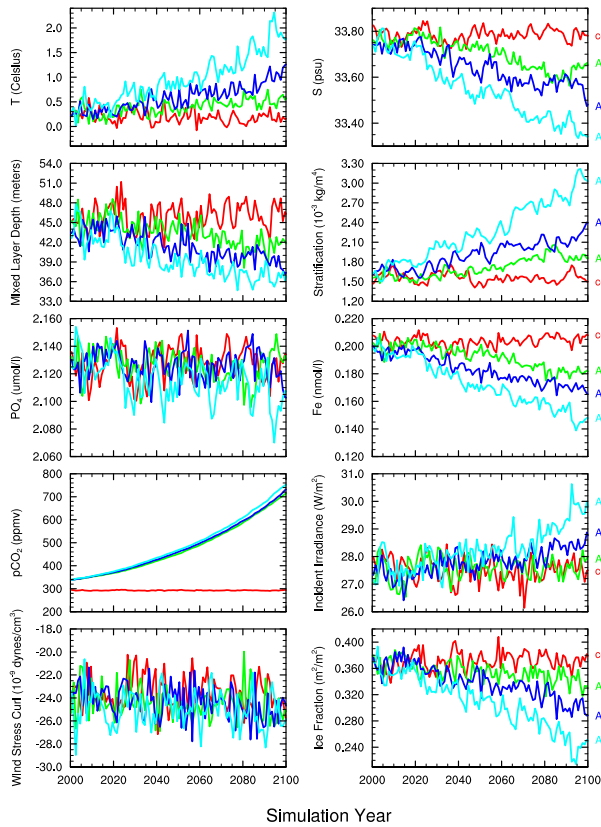 T (Celsius)
2.0
1.5
1.0
0.5
0.0
S (psu)
33.80
33.60
33.40
c
A
A
A
Mixed Layer Depth (meters)
54.0
51.0
48.0
45.0
42.0
39.0
36.0
33.0
Stratification (10⁻³ kg/m⁴)
3.30
3.00
2.70
2.40
2.10
1.80
1.50
1.20
A
A
A
c
PO₄ (umol/l)
2.160
2.140
2.120
2.100
2.080
2.060
Fe (nmol/l)
0.220
0.200
0.180
0.160
0.140
0.120
c
A
A
A
pCO₂ (ppmv)
800
700
600
500
400
300
200
Incident Irradiance (W/m²)
31.0
30.0
29.0
28.0
27.0
26.0
A
A
A
c
Wind Stress Curl (10⁻⁹ dynes/cm³)
-18.0
-20.0
-22.0
-24.0
-26.0
-28.0
-30.0
2000 2020 2040 2060 2080 2100
Ice Fraction (m²/m²)
0.400
0.360
0.320
0.280
0.240
c
A
A
A
2000 2020 2040 2060 2080 2100
Simulation Year